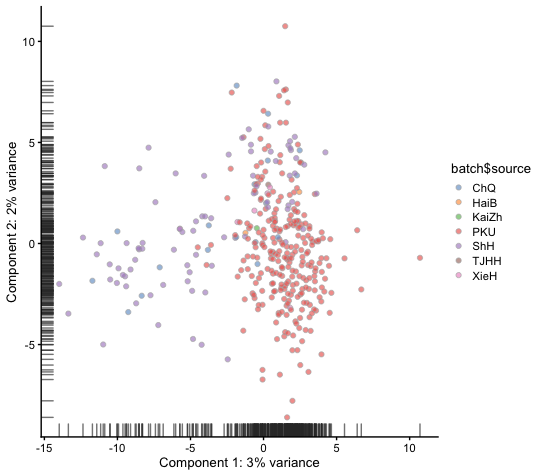 10
5
0
-5
-15
-10
-5
0
5
10
Component 1: 3% variance
Component 2: 2% variance
batch$source
ChQ
HaiB
KaiZh
PKU
ShH
TJHH
XieH